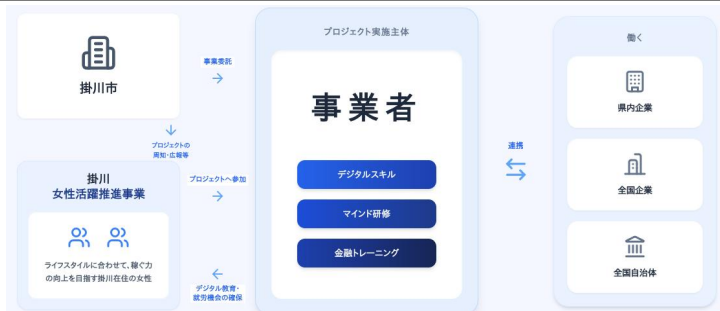 掛川市
事業委託
プロジェクトの
周知・広報等
掛川
女性活躍推進事業
ライフスタイルに合わせて、稼ぐ力
の向上を目指す掛川在住の女性
プロジェクトへ参加
デジタル教育・
就労機会の確保
プロジェクト実施主体
事業者
デジタルスキル
マインド研修
金融トレーニング
連携
働く
県内企業
全国企業
全国自治体